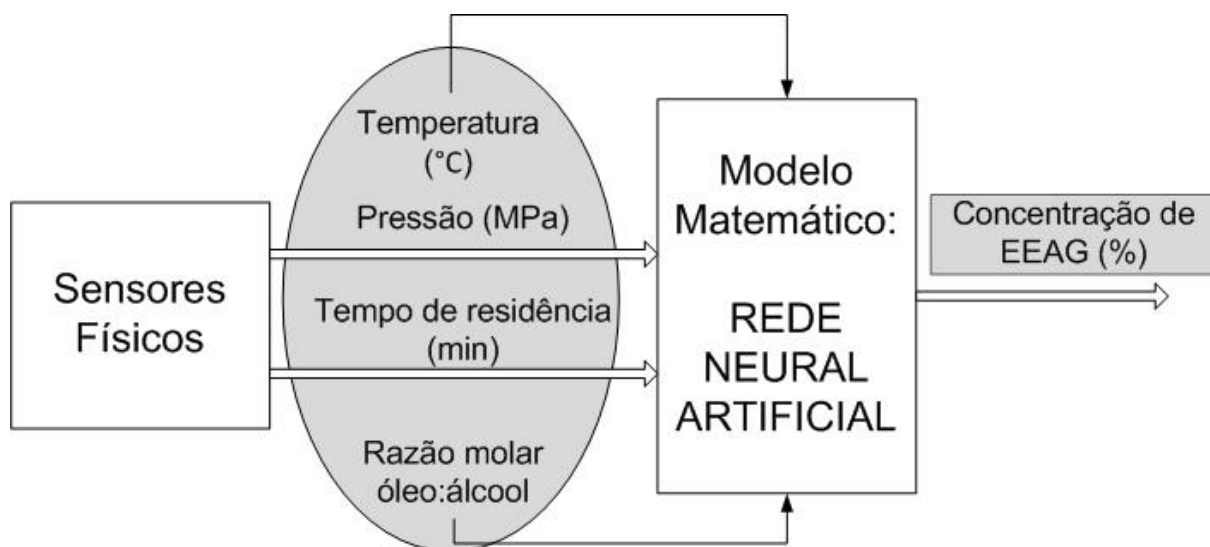 Sensores
Físicos
Temperatura
(°C)
Pressão (MPa)
Tempo de residência
(min)
Razão molar
óleo:álcool
Modelo
Matemático:
REDE
NEURAL
ARTIFICIAL
Concentração de
EEAG (%)